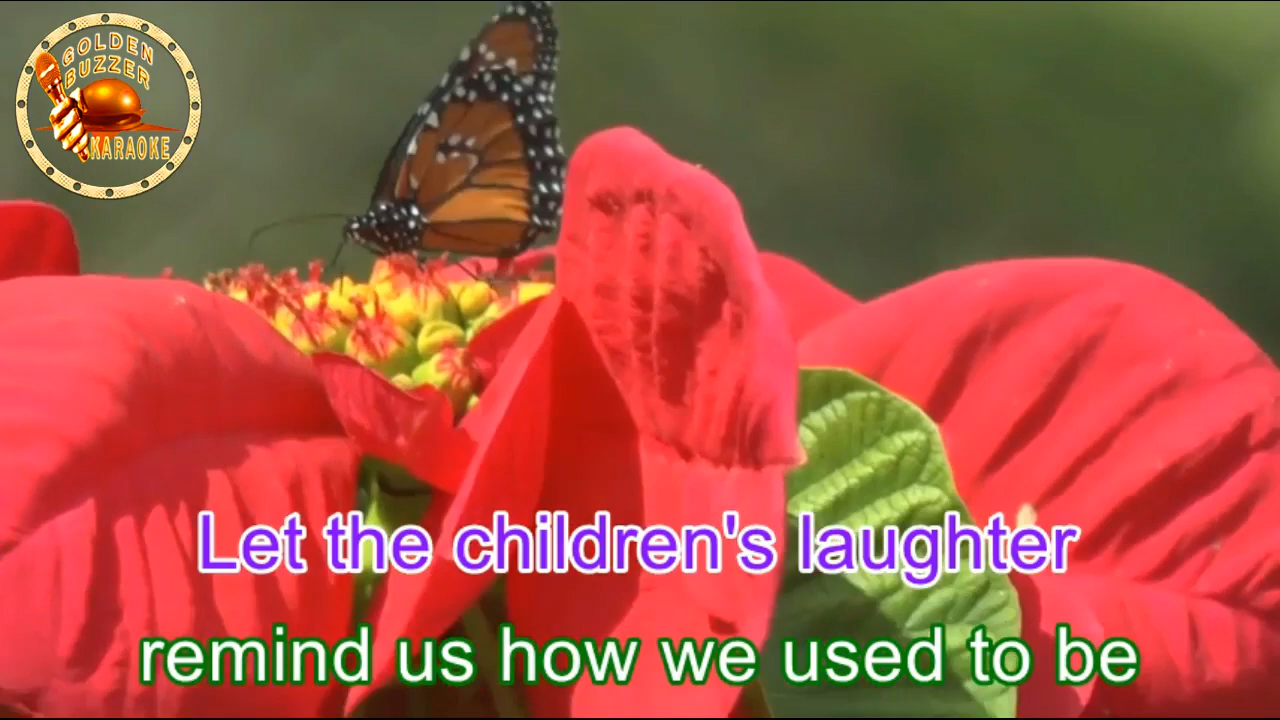 GOLDEN
BUZZER
KARAOKE
Let the children's laughter
remind us how we used to be